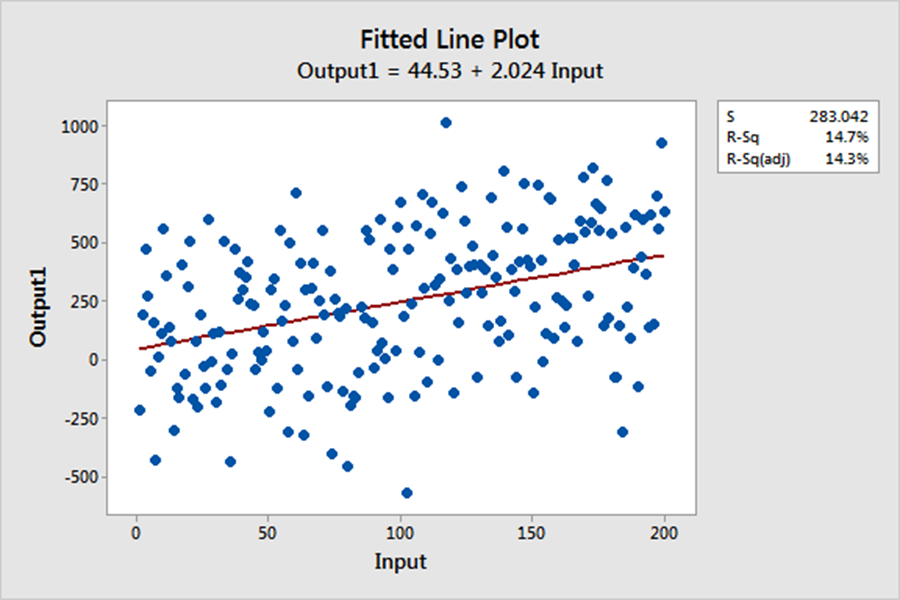 Fitted Line Plot
Output1 = 44.53 + 2.024 Input
S 283.042
R-Sq 14.7%
R-Sq(adj) 14.3%
1000
750
500
250
0
-250
-500
Output1
0 50 100 150 200
Input